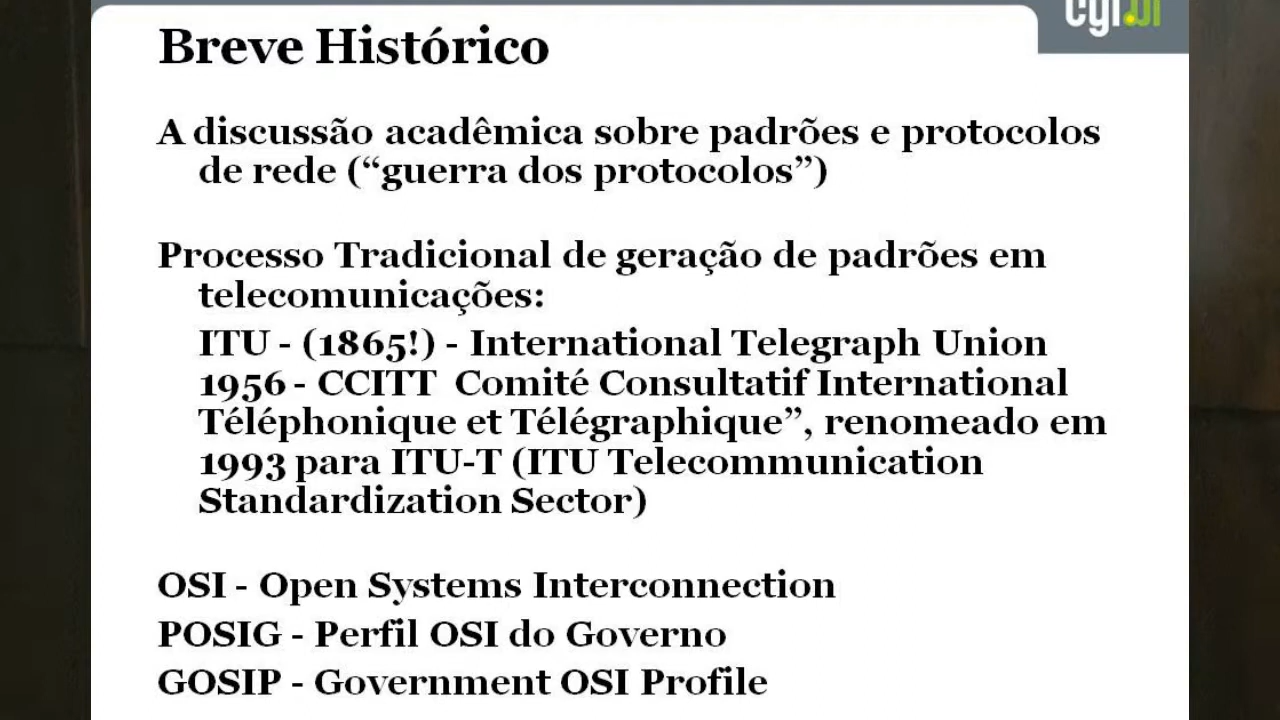 cgi.br
Breve Histórico
A discussão acadêmica sobre padrões e protocolos
de rede (“guerra dos protocolos”)
Processo Tradicional de geração de padrões em
telecomunicações:
ITU - (1865!) - International Telegraph Union
1956 - CCITT Comité Consultatif International
Téléphonique et Télégraphique”, renomeado em
1993 para ITU-T (ITU Telecommunication
Standardization Sector)
OSI - Open Systems Interconnection
POSIG - Perfil OSI do Governo
GOSIP - Government OSI Profile